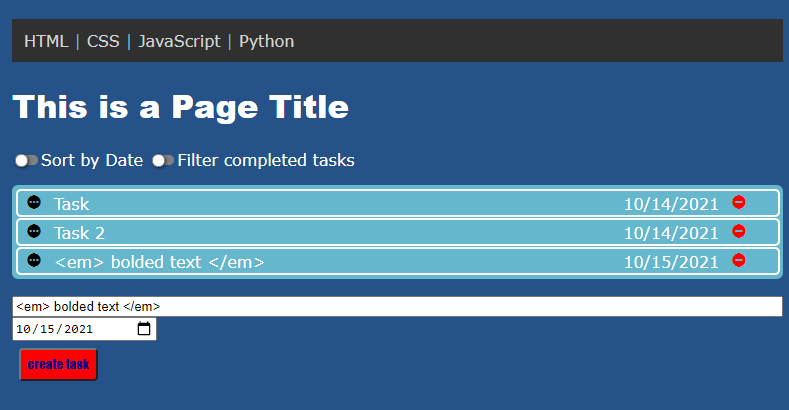 HTML | CSS | JavaScript | Python
This is a Page Title
Sort by Date Filter completed tasks
Task 10/14/2021
Task 2 10/14/2021
<em> bolded text </em> 10/15/2021
<em> bolded text </em>
10/15/2021
create task